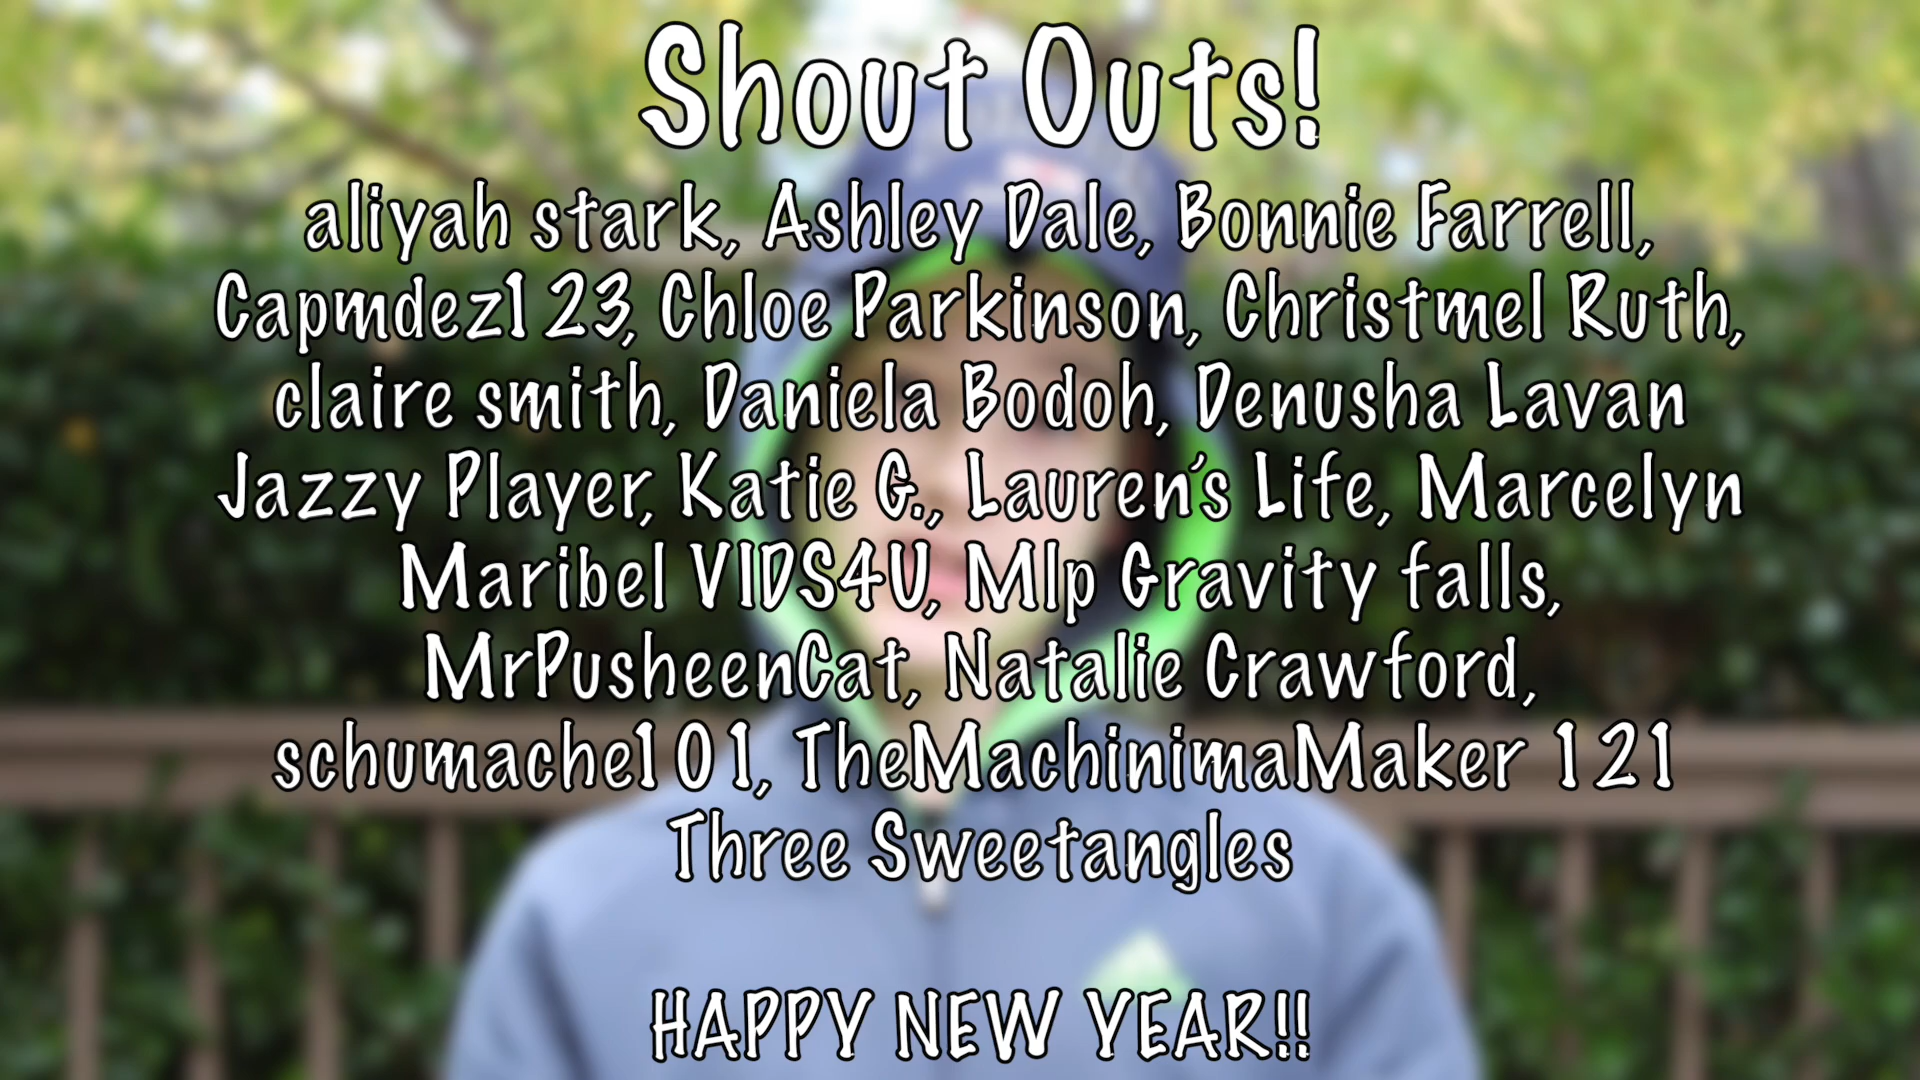 Shout Outs!
aliyah stark, Ashley Dale, Bonnie Farrell,
Capmdez123, Chloe Parkinson, Christmel Ruth,
claire smith, Daniela Bodoh, Denusha Lavan
Jazzy Player, Katie G., Lauren's Life, Marcelyn
Maribel VIDS4U, Mlp Gravity falls,
MrPusheenCat, Natalie Crawford,
schumache101, TheMachinimaMaker 121
Three Sweetangles
HAPPY NEW YEAR!!